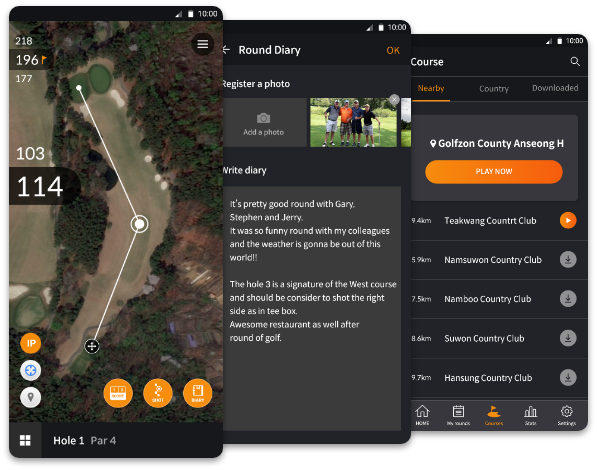 10:00
218
196
177
103
114
IP
SCORE
SHOT
DIARY
Hole 1 Par 4
10:00
Round Diary
OK
Register a photo
Add a photo
Write diary
It's pretty good round with Gary,
Stephen and Jerry.
It was so funny round with my colleagues
and the weather is gonna be out of this
world!!
The hole 3 is a signature of the West course
and should be consider to shot the right
side as in tee box.
Awesome restaurant as well after
round of golf.
10:00
Course
Nearby
Country
Downloaded
Golfzon County Anseong H
PLAY NOW
9.4km Teakwang Countrt Club
5.9km Namsuwon Country Club
7.5km Namboo Country Club
8.6km Suwon Country Club
9.7km Hansung Country Club
HOME
My rounds
Courses
Stats
Settings